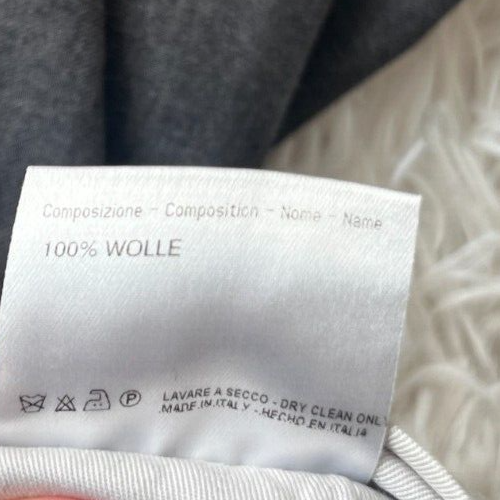 Composizione - Composition - Nome - Name
100% WOLLE
P LAVARE A SECCO - DRY CLEAN ONLY
MADE IN ITALY - HECHO EN ITALIA